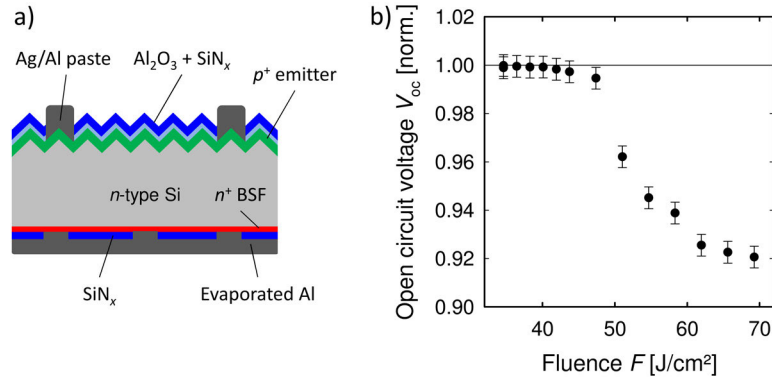 a)
Ag/Al paste
Al₂O₃ + SiNₓ
p⁺ emitter
n-type Si
n⁺ BSF
SiNₓ
Evaporated Al
b)
Open circuit voltage Voc [norm.]
1.02
1.00
0.98
0.96
0.94
0.92
0.90
40 50 60 70
Fluence F [J/cm²]